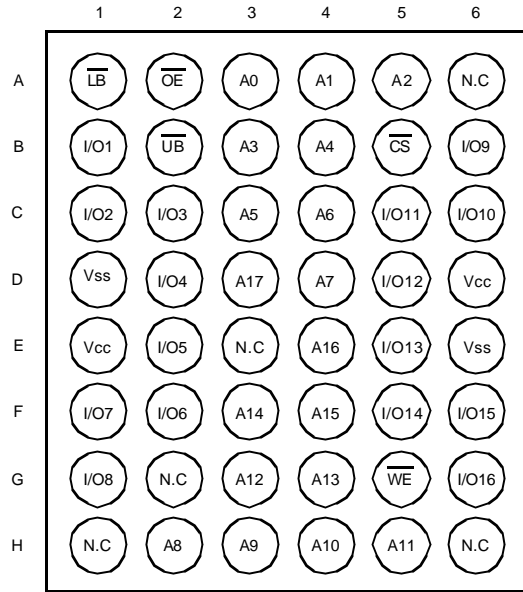 1 2 3 4 5 6
A LB OE A0 A1 A2 N.C
B I/O1 UB A3 A4 CS I/O9
C I/O2 I/O3 A5 A6 I/O11 I/O10
D Vss I/O4 A17 A7 I/O12 Vcc
E Vcc I/O5 N.C A16 I/O13 Vss
F I/O7 I/O6 A14 A15 I/O14 I/O15
G I/O8 N.C A12 A13 WE I/O16
H N.C A8 A9 A10 A11 N.C